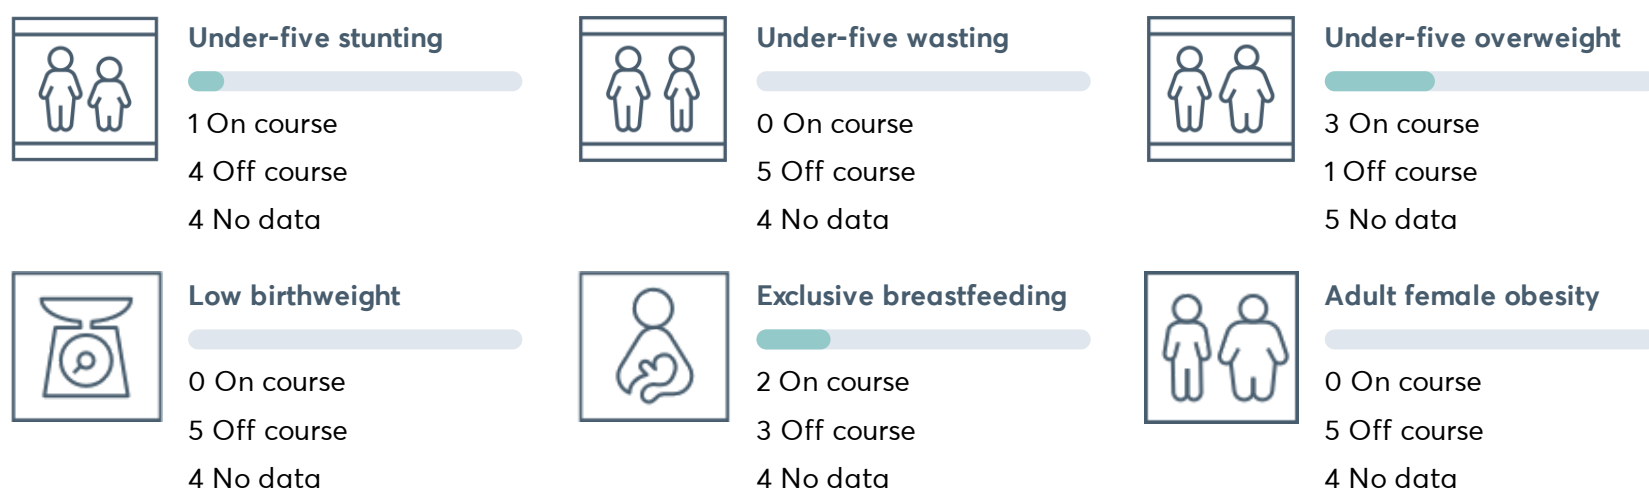 Under-five stunting
1 On course
4 Off course
4 No data
Under-five wasting
0 On course
5 Off course
4 No data
Under-five overweight
3 On course
1 Off course
5 No data
Low birthweight
0 On course
5 Off course
4 No data
Exclusive breastfeeding
2 On course
3 Off course
4 No data
Adult female obesity
0 On course
5 Off course
4 No data